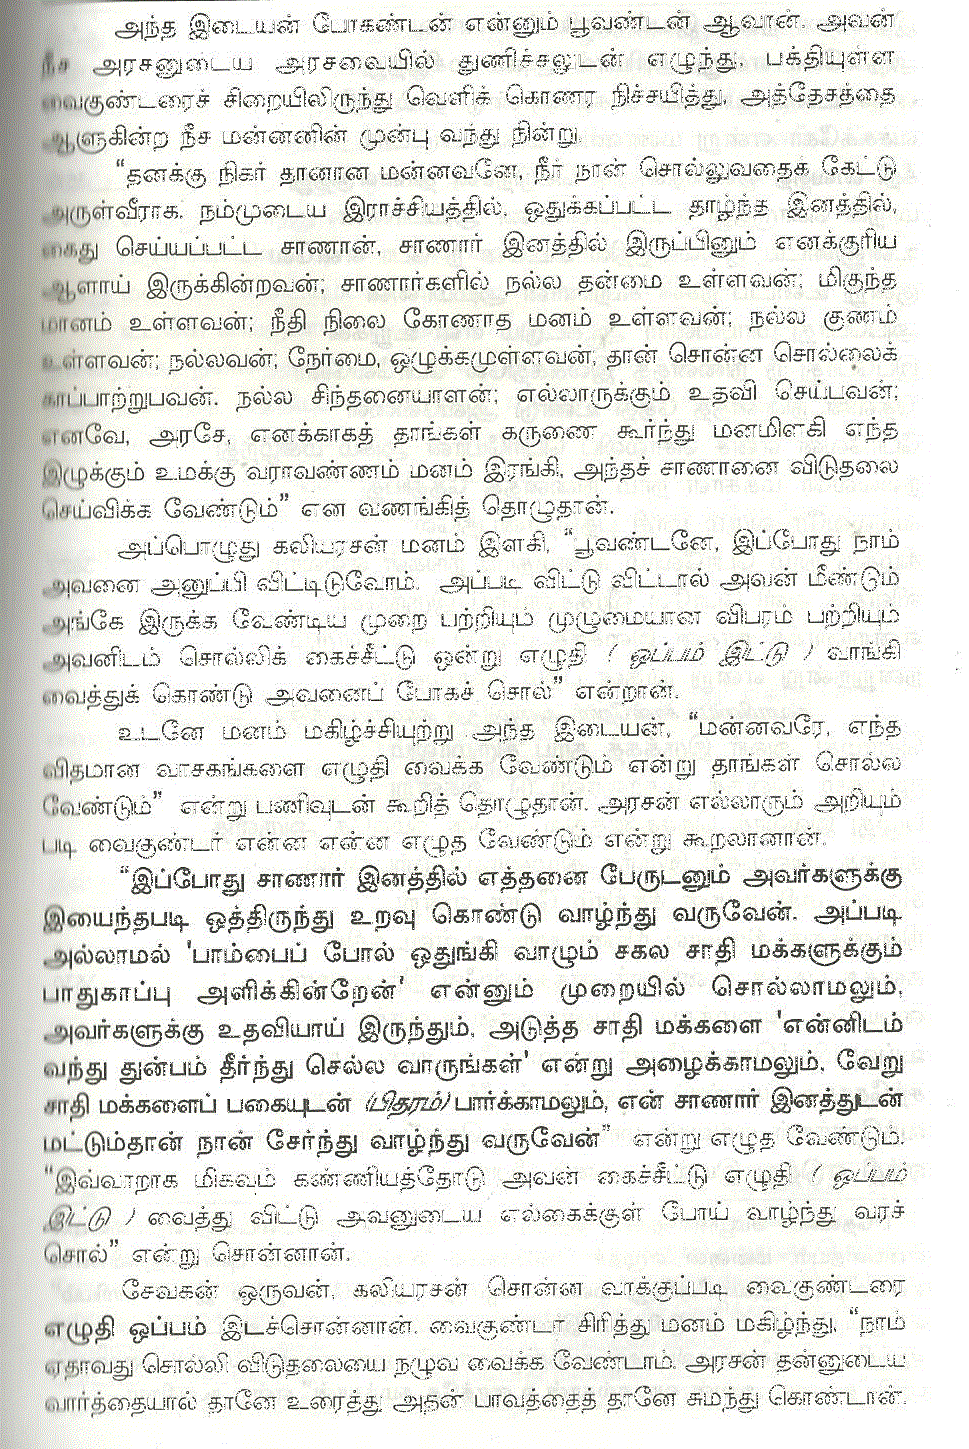 அந்த இடையன் போகண்டன் என்னும் பூவண்டன் ஆவான். அவன்
நீச அரசனுடைய அரசவையில் துணிச்சலுடன் எழுந்து, பக்தியுள்ள
வைகுண்டரைச் சிறையிலிருந்து வெளிக் கொணர நிச்சயித்து, அத்தேசத்தை
ஆளுகின்ற நீச மன்னனின் முன்பு வந்து நின்று,
“தனக்கு நிகர் தானான மன்னவனே, நீர் நான் சொல்லுவதைக் கேட்டு
அருள்வீராக. நம்முடைய இராச்சியத்தில், ஒதுக்கப்பட்ட தாழ்ந்த இனத்தில்,
கைது செய்யப்பட்ட சாணான், சாணார் இனத்தில் இருப்பினும் எனக்குரிய
ஆளாய் இருக்கின்றவன்; சாணார்களில் நல்ல தன்மை உள்ளவன்; மிகுந்த
மானம் உள்ளவன்; நீதி நிலை கோணாத மனம் உள்ளவன்; நல்ல குணம்
உள்ளவன்; நல்லவன்; நேர்மை, ஒழுக்கமுள்ளவன்; தான் சொன்ன சொல்லைக்
காப்பாற்றுபவன். நல்ல சிந்தனையாளன்; எல்லாருக்கும் உதவி செய்பவன்;
எனவே, அரசே, எனக்காகத் தாங்கள் கருணை கூர்ந்து மனமிளகி எந்த
இழுக்கும் உமக்கு வராவண்ணம் மனம் இரங்கி, அந்தச் சாணானை விடுதலை
செய்விக்க வேண்டும்” என வணங்கித் தொழுதான்.
அப்பொழுது கலியரசன் மனம் இளகி, “பூவண்டனே, இப்போது நாம்
அவனை அனுப்பி விட்டிடுவோம். அப்படி விட்டு விட்டால் அவன் மீண்டும்
அங்கே இருக்க வேண்டிய முறை பற்றியும் முழுமையான விபரம் பற்றியும்
அவனிடம் சொல்லிக் கைச்சீட்டு ஒன்று எழுதி ( ஒப்பம் இட்டு ) வாங்கி
வைத்துக் கொண்டு அவனைப் போகச் சொல்” என்றான்.
உடனே மனம் மகிழ்ச்சியுற்று அந்த இடையன், “மன்னவரே, எந்த
விதமான வாசகங்களை எழுதி வைக்க வேண்டும் என்று தாங்கள் சொல்ல
வேண்டும்” என்று பணிவுடன் கூறித் தொழுதான். அரசன் எல்லாரும் அறியும்
படி வைகுண்டர் என்ன என்ன எழுத வேண்டும் என்று கூறலானான்.
“இப்போது சாணார் இனத்தில் எத்தனை பேருடனும் அவர்களுக்கு
இயைந்தபடி ஒத்திருந்து உறவு கொண்டு வாழ்ந்து வருவேன். அப்படி
அல்லாமல் 'பாம்பைப் போல் ஒதுங்கி வாழும் சகல சாதி மக்களுக்கும்
பாதுகாப்பு அளிக்கின்றேன்' என்னும் முறையில் சொல்லாமலும்,
அவர்களுக்கு உதவியாய் இருந்தும், அடுத்த சாதி மக்களை 'என்னிடம்
வந்து துன்பம் தீர்ந்து செல்ல வாருங்கள்' என்று அழைக்காமலும், வேறு
சாதி மக்களைப் பகையுடன் (பிதரம்) பார்க்காமலும், என் சாணார் இனத்துடன்
மட்டும்தான் நான் சேர்ந்து வாழ்ந்து வருவேன்” என்று எழுத வேண்டும்.
“இவ்வாறாக மிகவும் கண்ணியத்தோடு அவன் கைச்சீட்டு எழுதி ( ஒப்பம்
இட்டு ) வைத்து விட்டு அவனுடைய எல்கைக்குள் போய் வாழ்ந்து வரச்
சொல்” என்று சொன்னான்.
சேவகன் ஒருவன், கலியரசன் சொன்ன வாக்குப்படி வைகுண்டரை
எழுதி ஒப்பம் இடச்சொன்னான். வைகுண்டர் சிரித்து மனம் மகிழ்ந்து, “நாம்
ஏதாவது சொல்லி விடுதலையை நழுவ வைக்க வேண்டாம். அரசன் தன்னுடைய
வார்த்தையால் தானே உரைத்து அதன் பாவத்தைத் தானே சுமந்து கொண்டான்.